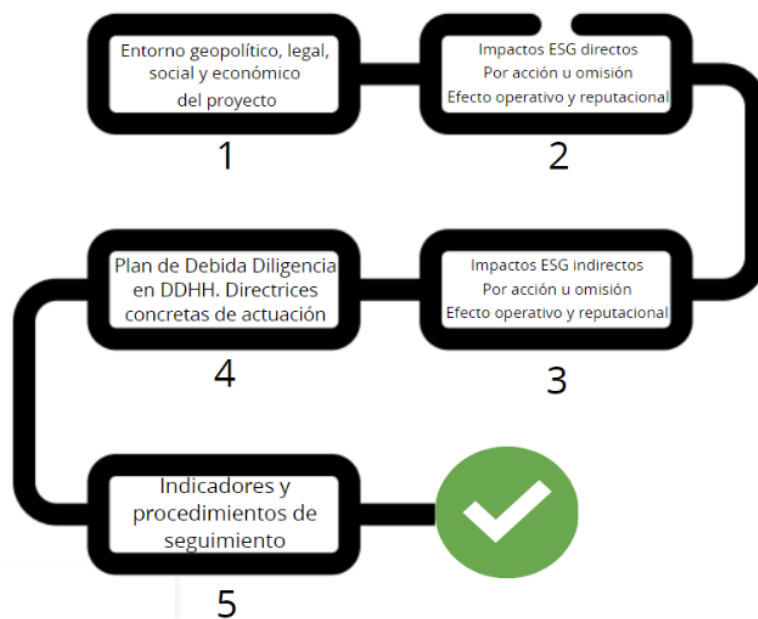 Entorno geopolítico, legal,
social y económico
del proyecto
1
Impactos ESG directos
Por acción u omisión
Efecto operativo y reputacional
2
Impactos ESG indirectos
Por acción u omisión
Efecto operativo y reputacional
3
Plan de Debida Diligencia
en DDHH. Directrices
concretas de actuación
4
Indicadores y
procedimientos de
seguimiento
5